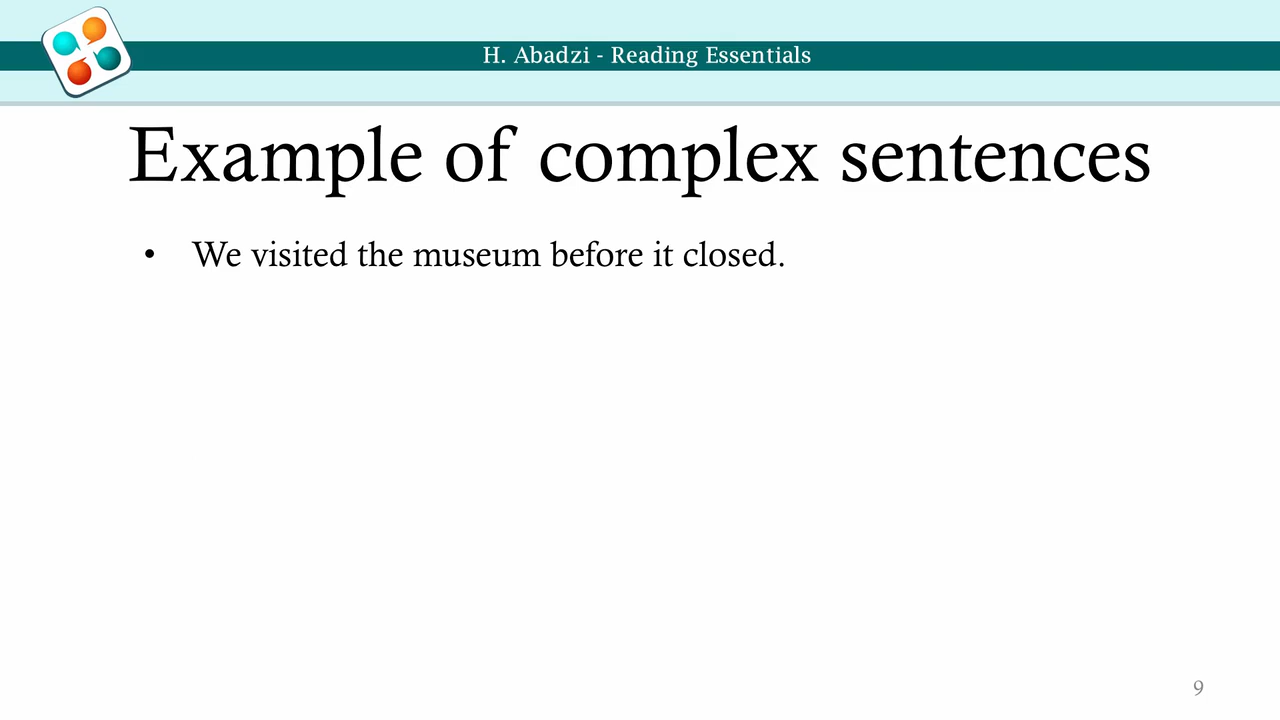 H. Abadzi - Reading Essentials
Example of complex sentences
• We visited the museum before it closed.
9